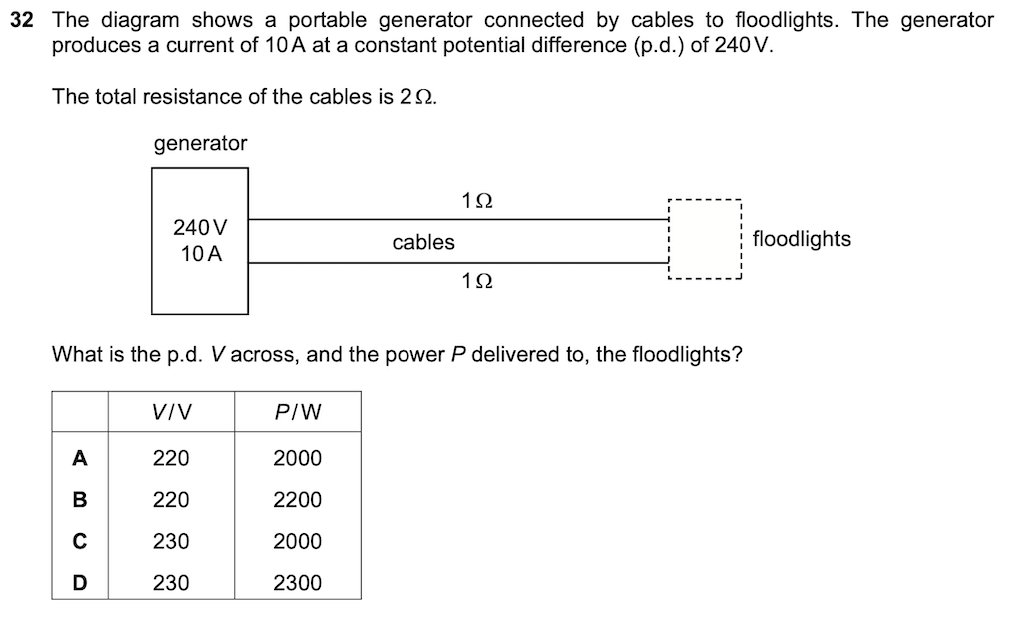 32 The diagram shows a portable generator connected by cables to floodlights. The generator
produces a current of 10 A at a constant potential difference (p.d.) of 240 V.
The total resistance of the cables is 2 Ω.
generator
1 Ω
240 V
10 A
cables
floodlights
1 Ω
What is the p.d. V across, and the power P delivered to, the floodlights?
V / V P / W
A 220 2000
B 220 2200
C 230 2000
D 230 2300